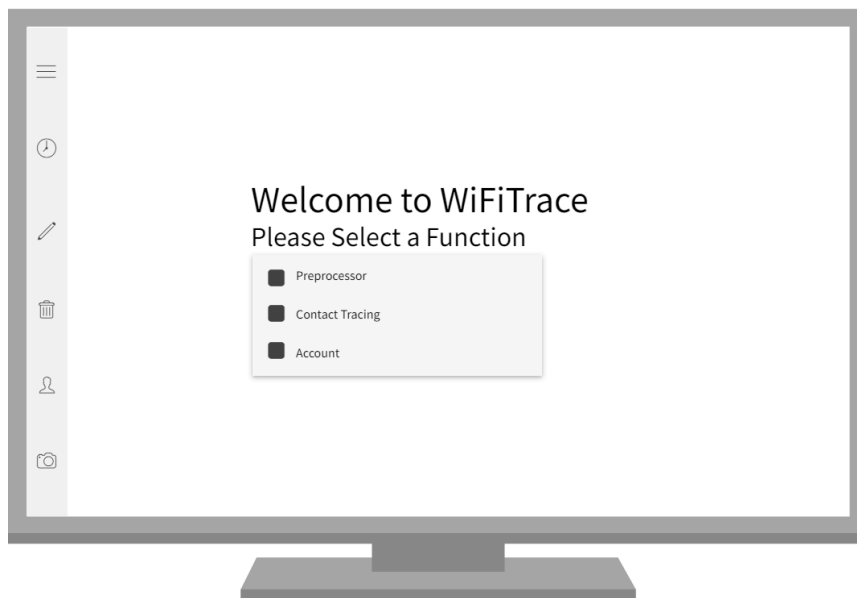 Welcome to WiFiTrace
Please Select a Function
Preprocessor
Contact Tracing
Account